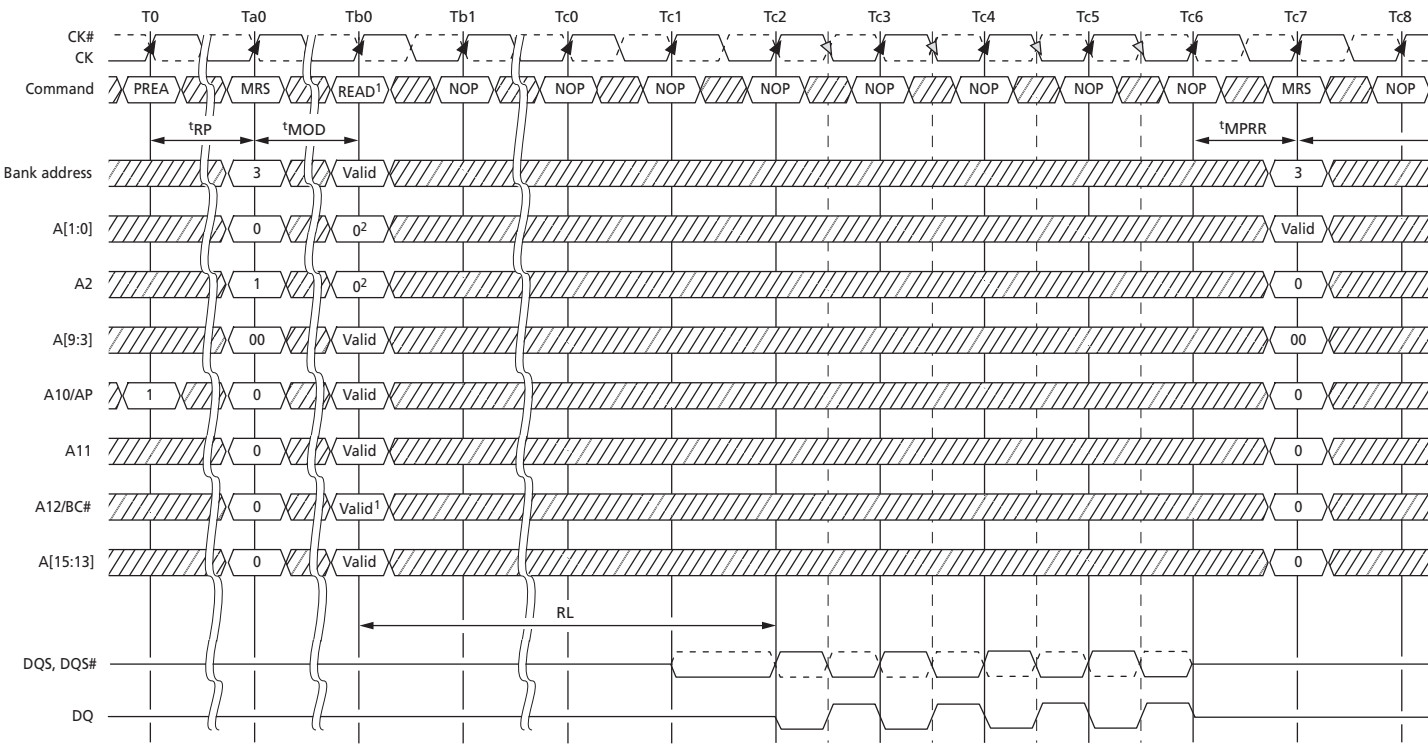 T0 Ta0 Tb0 Tb1 Tc0 Tc1 Tc2 Tc3 Tc4 Tc5 Tc6 Tc7 Tc8
CK#
CK
Command PREA MRS READ1 NOP NOP NOP NOP NOP NOP NOP NOP MRS NOP
tRP tMOD tMPRR
Bank address 3 Valid 3
A[1:0] 0 02 Valid
A2 1 02 0
A[9:3] 00 Valid 00
A10/AP 1 0 Valid 0
A11 0 Valid 0
A12/BC# 0 Valid1 0
A[15:13] 0 Valid 0
RL
DQS, DQS#
DQ